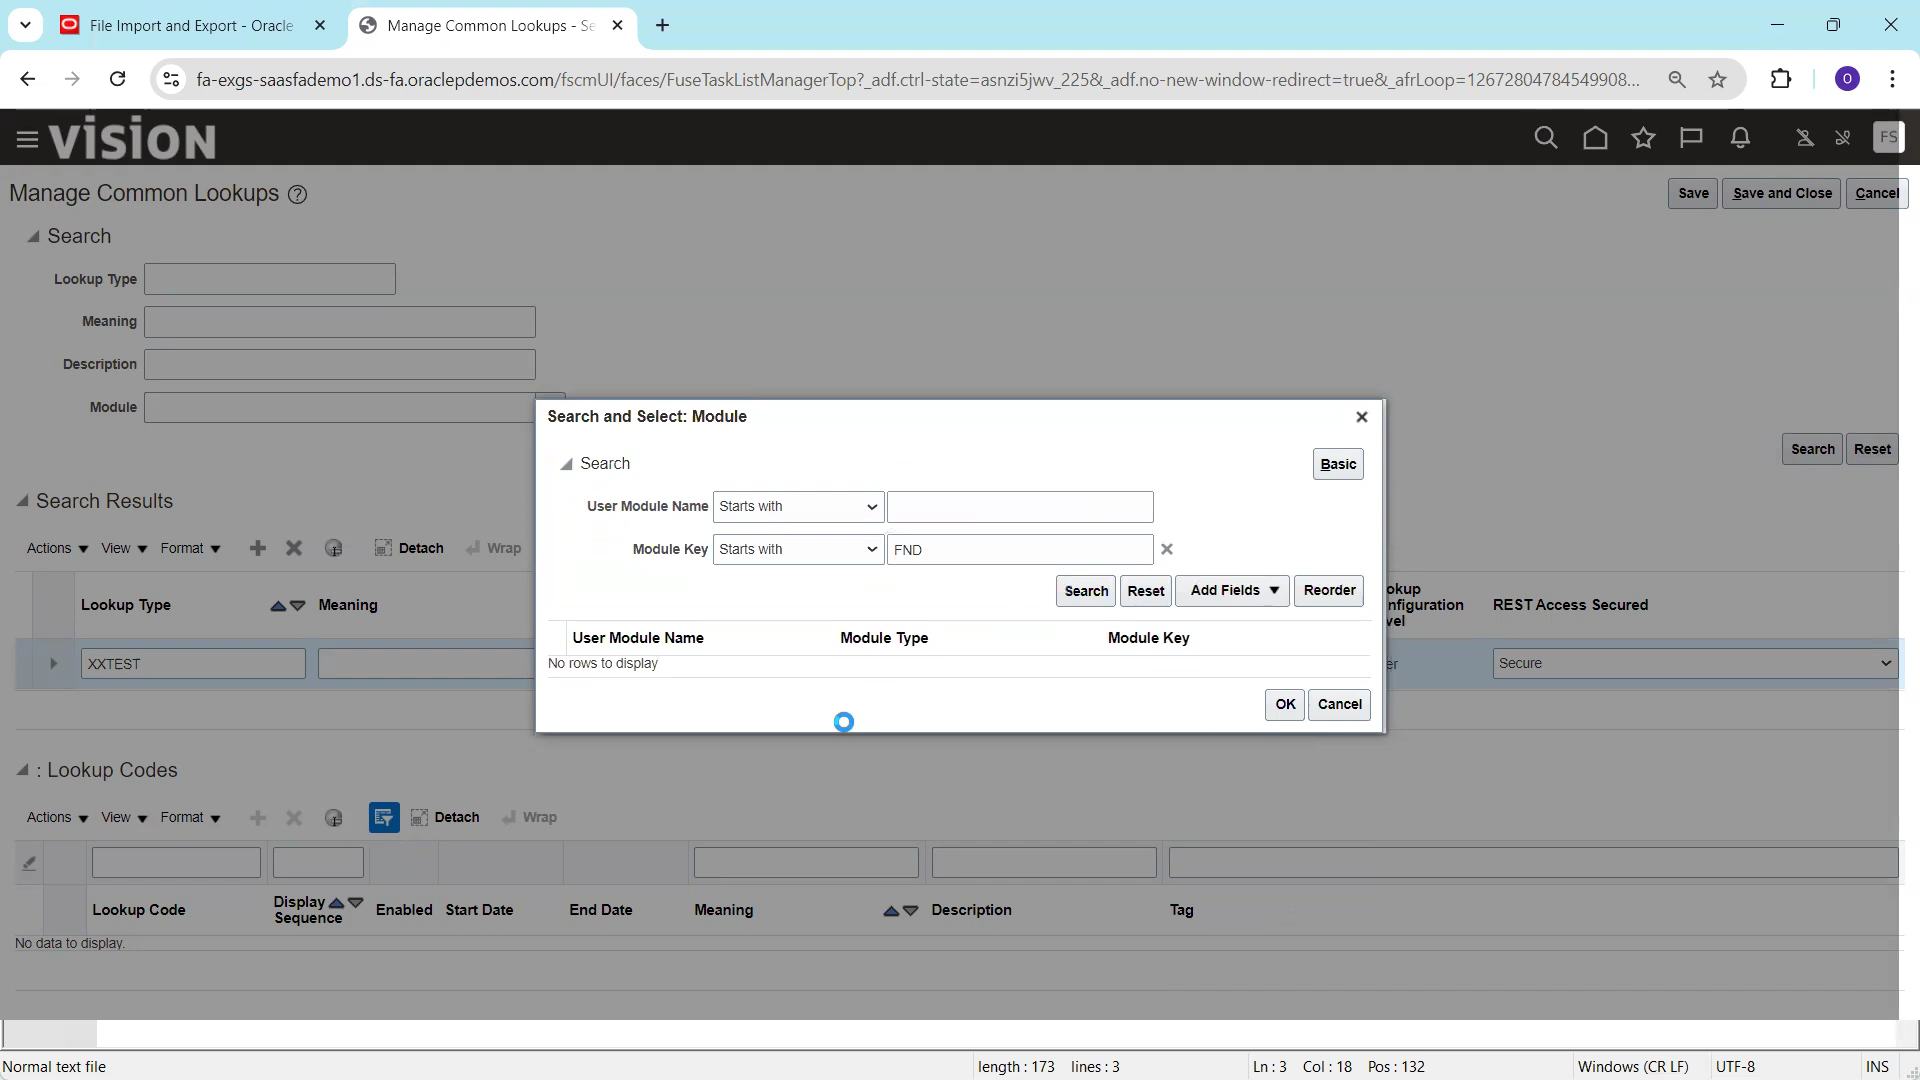 File Import and Export - Oracle
Manage Common Lookups - Se
fa-exgs-saasfademo1.ds-fa.oraclepdemos.com/fscmUI/faces/FuseTaskListManagerTop?_adf.ctrl-state=asnzi5jwv_225&_adf.no-new-window-redirect=true&_afrLoop=12672804784549908...
O
vision
FS
Manage Common Lookups
Save
Save and Close
Cancel
Search
Lookup Type
Meaning
Description
Module
Search
Reset
Search and Select: Module
Search
Basic
User Module Name Starts with
Module Key Starts with FND
Search Reset Add Fields Reorder
User Module Name Module Type Module Key
No rows to display
OK Cancel
Search Results
Actions View Format Detach Wrap
Lookup Type Meaning
okup
nfiguration
vel
REST Access Secured
XXTEST
er
Secure
: Lookup Codes
Actions View Format Detach Wrap
Lookup Code Display Sequence Enabled Start Date End Date Meaning Description Tag
No data to display.
Normal text file length : 173 lines : 3 Ln : 3 Col : 18 Pos : 132 Windows (CR LF) UTF-8 INS